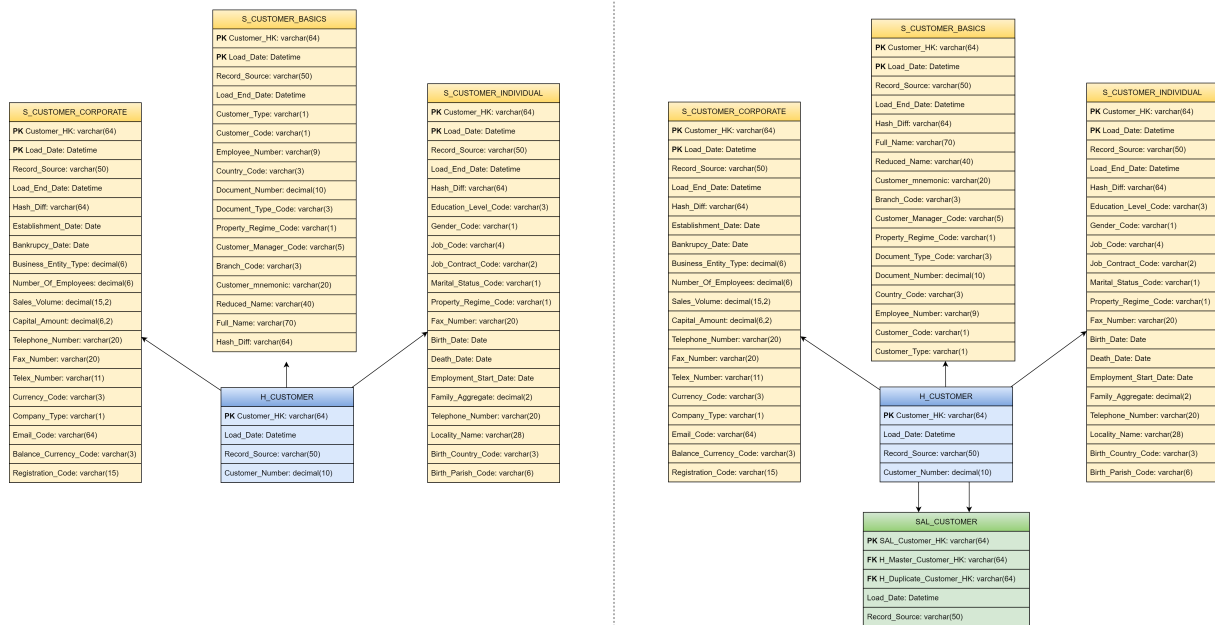 S_CUSTOMER_BASICS
PK Customer_HK: varchar(64)
PK Load_Date: Datetime
Record_Source: varchar(50)
Load_End_Date: Datetime
Customer_Type: varchar(1)
Customer_Code: varchar(1)
Employee_Number: varchar(9)
Country_Code: varchar(3)
Document_Number: decimal(10)
Document_Type_Code: varchar(3)
Property_Regime_Code: varchar(1)
Customer_Manager_Code: varchar(5)
Branch_Code: varchar(3)
Customer_mnemonic: varchar(20)
Reduced_Name: varchar(40)
Full_Name: varchar(70)
Hash_Diff: varchar(64)
S_CUSTOMER_CORPORATE
PK Customer_HK: varchar(64)
PK Load_Date: Datetime
Record_Source: varchar(50)
Load_End_Date: Datetime
Hash_Diff: varchar(64)
Establishment_Date: Date
Bankrupcy_Date: Date
Business_Entity_Type: decimal(6)
Number_Of_Employees: decimal(6)
Sales_Volume: decimal(15,2)
Capital_Amount: decimal(6,2)
Telephone_Number: varchar(20)
Fax_Number: varchar(20)
Telex_Number: varchar(11)
Currency_Code: varchar(3)
Company_Type: varchar(1)
Email_Code: varchar(64)
Balance_Currency_Code: varchar(3)
Registration_Code: varchar(15)
S_CUSTOMER_INDIVIDUAL
PK Customer_HK: varchar(64)
PK Load_Date: Datetime
Record_Source: varchar(50)
Load_End_Date: Datetime
Hash_Diff: varchar(64)
Education_Level_Code: varchar(3)
Gender_Code: varchar(1)
Job_Code: varchar(4)
Job_Contract_Code: varchar(2)
Marital_Status_Code: varchar(1)
Property_Regime_Code: varchar(1)
Fax_Number: varchar(20)
Birth_Date: Date
Death_Date: Date
Employment_Start_Date: Date
Family_Aggregate: decimal(2)
Telephone_Number: varchar(20)
Locality_Name: varchar(28)
Birth_Country_Code: varchar(3)
Birth_Parish_Code: varchar(6)
H_CUSTOMER
PK Customer_HK: varchar(64)
Load_Date: Datetime
Record_Source: varchar(50)
Customer_Number: decimal(10)
S_CUSTOMER_BASICS
PK Customer_HK: varchar(64)
PK Load_Date: Datetime
Record_Source: varchar(50)
Load_End_Date: Datetime
Hash_Diff: varchar(64)
Full_Name: varchar(70)
Reduced_Name: varchar(40)
Customer_mnemonic: varchar(20)
Branch_Code: varchar(3)
Customer_Manager_Code: varchar(5)
Property_Regime_Code: varchar(1)
Document_Type_Code: varchar(3)
Document_Number: decimal(10)
Country_Code: varchar(3)
Employee_Number: varchar(9)
Customer_Code: varchar(1)
Customer_Type: varchar(1)
S_CUSTOMER_CORPORATE
PK Customer_HK: varchar(64)
PK Load_Date: Datetime
Record_Source: varchar(50)
Load_End_Date: Datetime
Hash_Diff: varchar(64)
Establishment_Date: Date
Bankrupcy_Date: Date
Business_Entity_Type: decimal(6)
Number_Of_Employees: decimal(6)
Sales_Volume: decimal(15,2)
Capital_Amount: decimal(6,2)
Telephone_Number: varchar(20)
Fax_Number: varchar(20)
Telex_Number: varchar(11)
Currency_Code: varchar(3)
Company_Type: varchar(1)
Email_Code: varchar(64)
Balance_Currency_Code: varchar(3)
Registration_Code: varchar(15)
S_CUSTOMER_INDIVIDUAL
PK Customer_HK: varchar(64)
PK Load_Date: Datetime
Record_Source: varchar(50)
Load_End_Date: Datetime
Hash_Diff: varchar(64)
Education_Level_Code: varchar(3)
Gender_Code: varchar(1)
Job_Code: varchar(4)
Job_Contract_Code: varchar(2)
Marital_Status_Code: varchar(1)
Property_Regime_Code: varchar(1)
Fax_Number: varchar(20)
Birth_Date: Date
Death_Date: Date
Employment_Start_Date: Date
Family_Aggregate: decimal(2)
Telephone_Number: varchar(20)
Locality_Name: varchar(28)
Birth_Country_Code: varchar(3)
Birth_Parish_Code: varchar(6)
H_CUSTOMER
PK Customer_HK: varchar(64)
Load_Date: Datetime
Record_Source: varchar(50)
Customer_Number: decimal(10)
SAL_CUSTOMER
PK SAL_Customer_HK: varchar(64)
FK H_Master_Customer_HK: varchar(64)
FK H_Duplicate_Customer_HK: varchar(64)
Load_Date: Datetime
Record_Source: varchar(50)